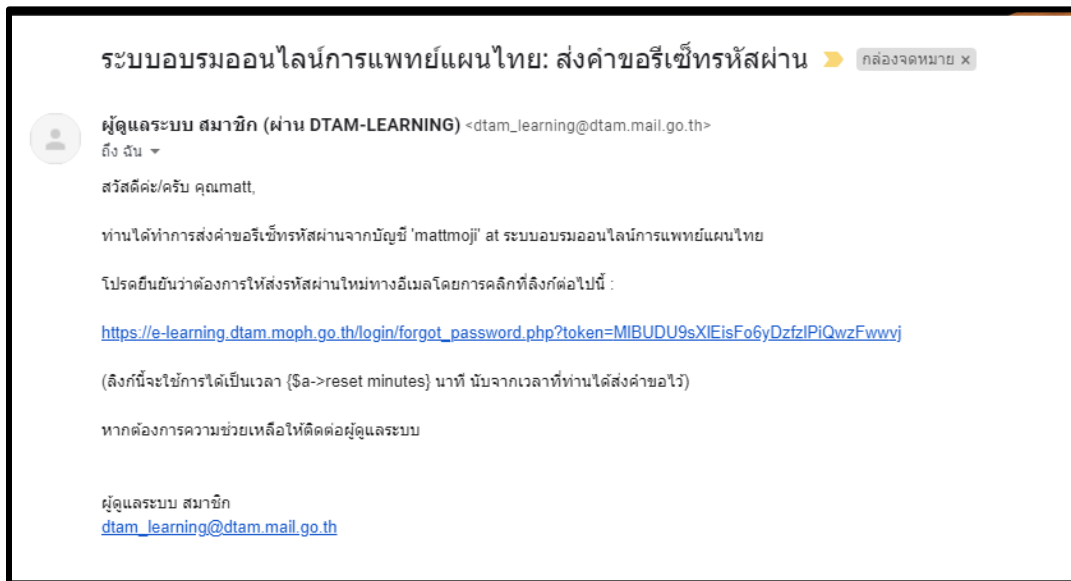 ระบบอบรมออนไลน์การแพทย์แผนไทย: ส่งคำขอรีเซ็ทรหัสผ่าน กล่องจดหมาย ×
ผู้ดูแลระบบ สมาชิก (ผ่าน DTAM-LEARNING) <dtam_learning@dtam.mail.go.th>
ถึง ฉัน
สวัสดีค่ะ/ครับ คุณmatt,
ท่านได้ทำการส่งคำขอรีเซ็ทรหัสผ่านจากบัญชี 'mattmoji' at ระบบอบรมออนไลน์การแพทย์แผนไทย
โปรดยืนยันว่าต้องการให้ส่งรหัสผ่านใหม่ทางอีเมลโดยการคลิกที่ลิงก์ต่อไปนี้ :
https://e-learning.dtam.moph.go.th/login/forgot_password.php?token=MIBUDU9sXlEisFo6yDzfzIPiQwzFwwvj
(ลิงก์นี้จะใช้การได้เป็นเวลา {$a->reset minutes} นาที นับจากเวลาที่ท่านได้ส่งคำขอไว้)
หากต้องการความช่วยเหลือให้ติดต่อผู้ดูแลระบบ
ผู้ดูแลระบบ สมาชิก
dtam_learning@dtam.mail.go.th